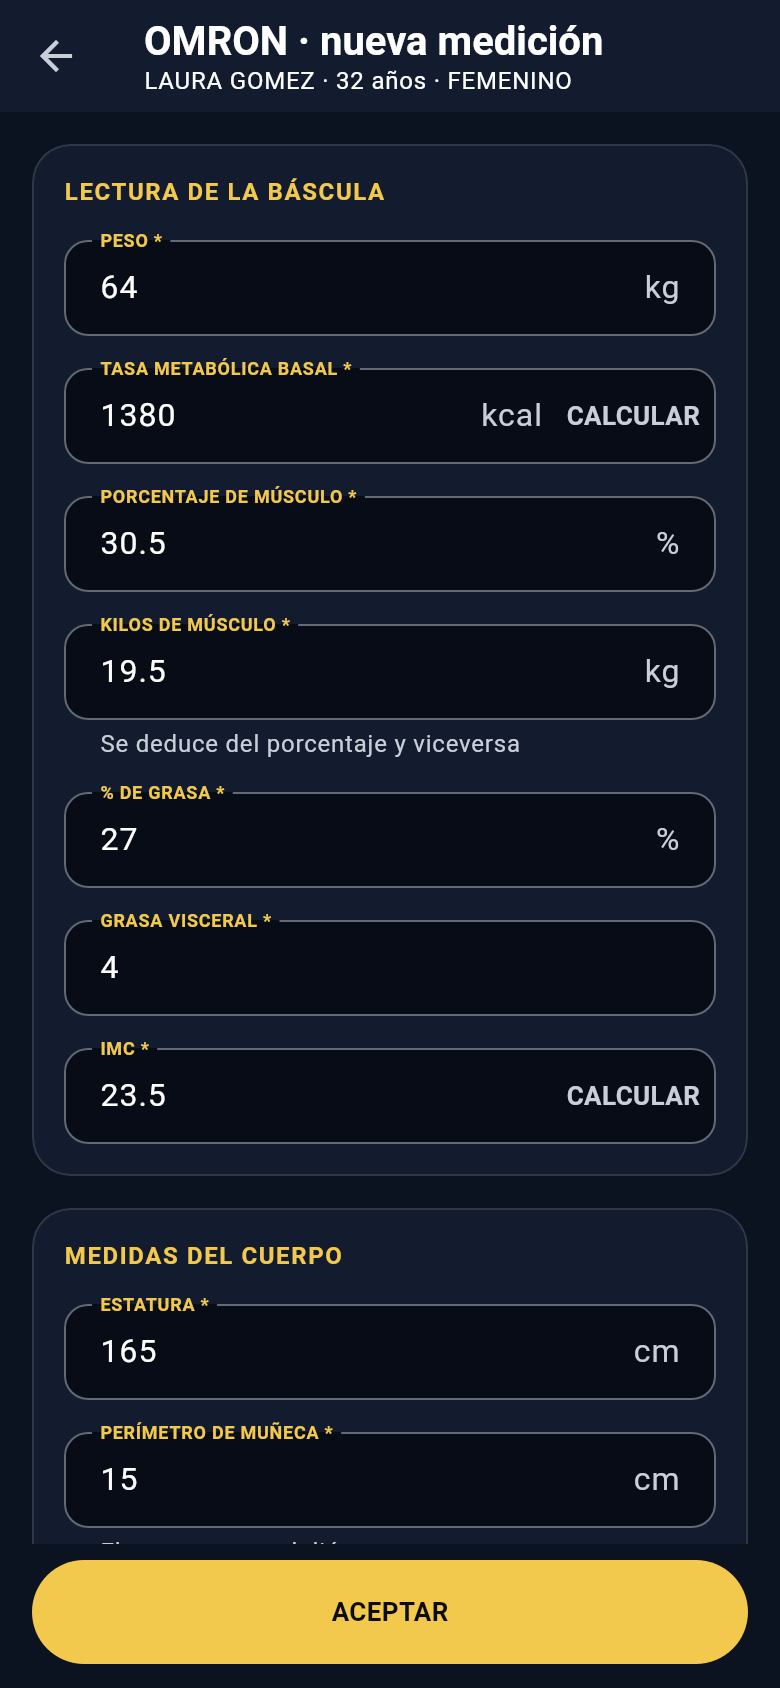 OMRON · nueva medición
LAURA GOMEZ · 32 años · FEMENINO
LECTURA DE LA BÁSCULA
PESO *
64 kg
TASA METABÓLICA BASAL *
1380 kcal CALCULAR
PORCENTAJE DE MÚSCULO *
30.5 %
KILOS DE MÚSCULO *
19.5 kg
Se deduce del porcentaje y viceversa
% DE GRASA *
27 %
GRASA VISCERAL *
4
IMC *
23.5 CALCULAR
MEDIDAS DEL CUERPO
ESTATURA *
165 cm
PERÍMETRO DE MUÑECA *
15 cm
ACEPTAR